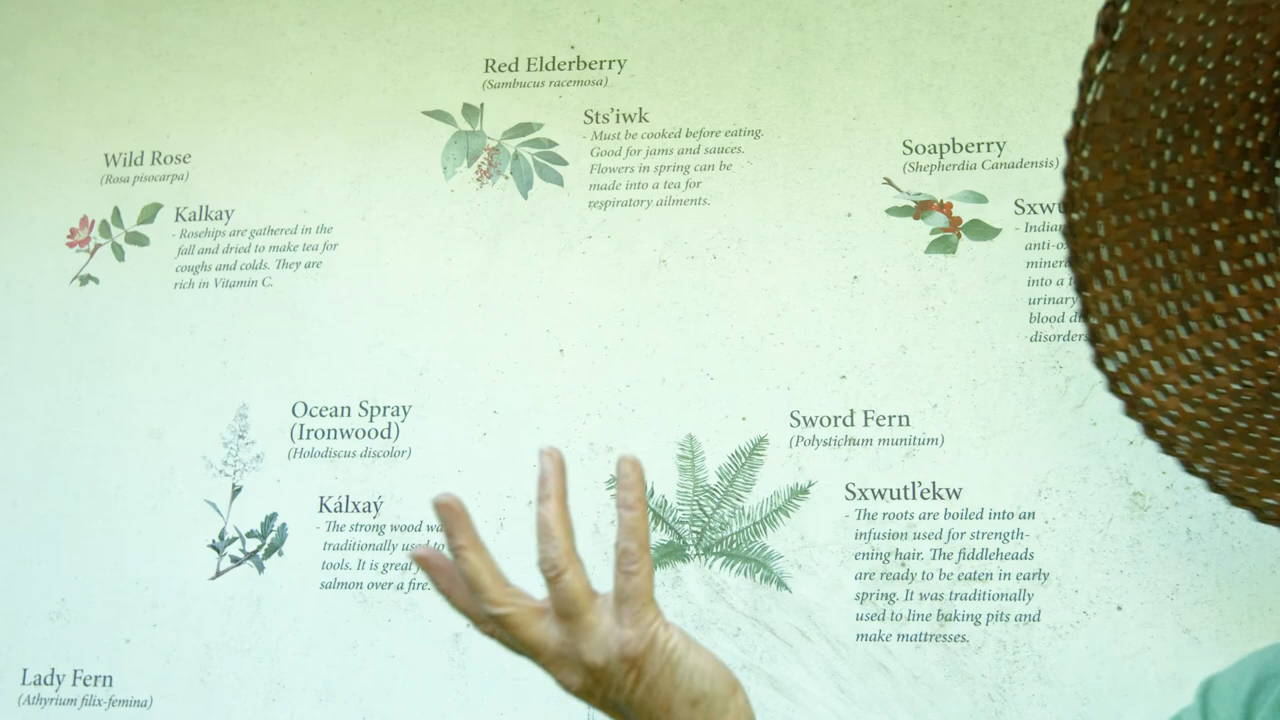 Red Elderberry
(Sambucus racemosa)
Sts'iwk
- Must be cooked before eating.
Good for jams and sauces.
Flowers in spring can be
made into a tea for
respiratory ailments.
Wild Rose
(Rosa pisocarpa)
Kalkay
- Rosehips are gathered in the
fall and dried to make tea for
coughs and colds. They are
rich in Vitamin C.
Soapberry
(Shepherdia Canadensis)
- Indian
into a
urinary
blood
disorders
Ocean Spray
(Ironwood)
(Holodiscus discolor)
Kálxaý
- The strong wood
traditionally used to
tools. It is great
salmon over a fire.
Sword Fern
(Polystichum munitum)
Sxwutl'ekw
- The roots are boiled into an
infusion used for strength-
ening hair. The fiddleheads
are ready to be eaten in early
spring. It was traditionally
used to line baking pits and
make mattresses.
Lady Fern
(Athyrium filix-femina)